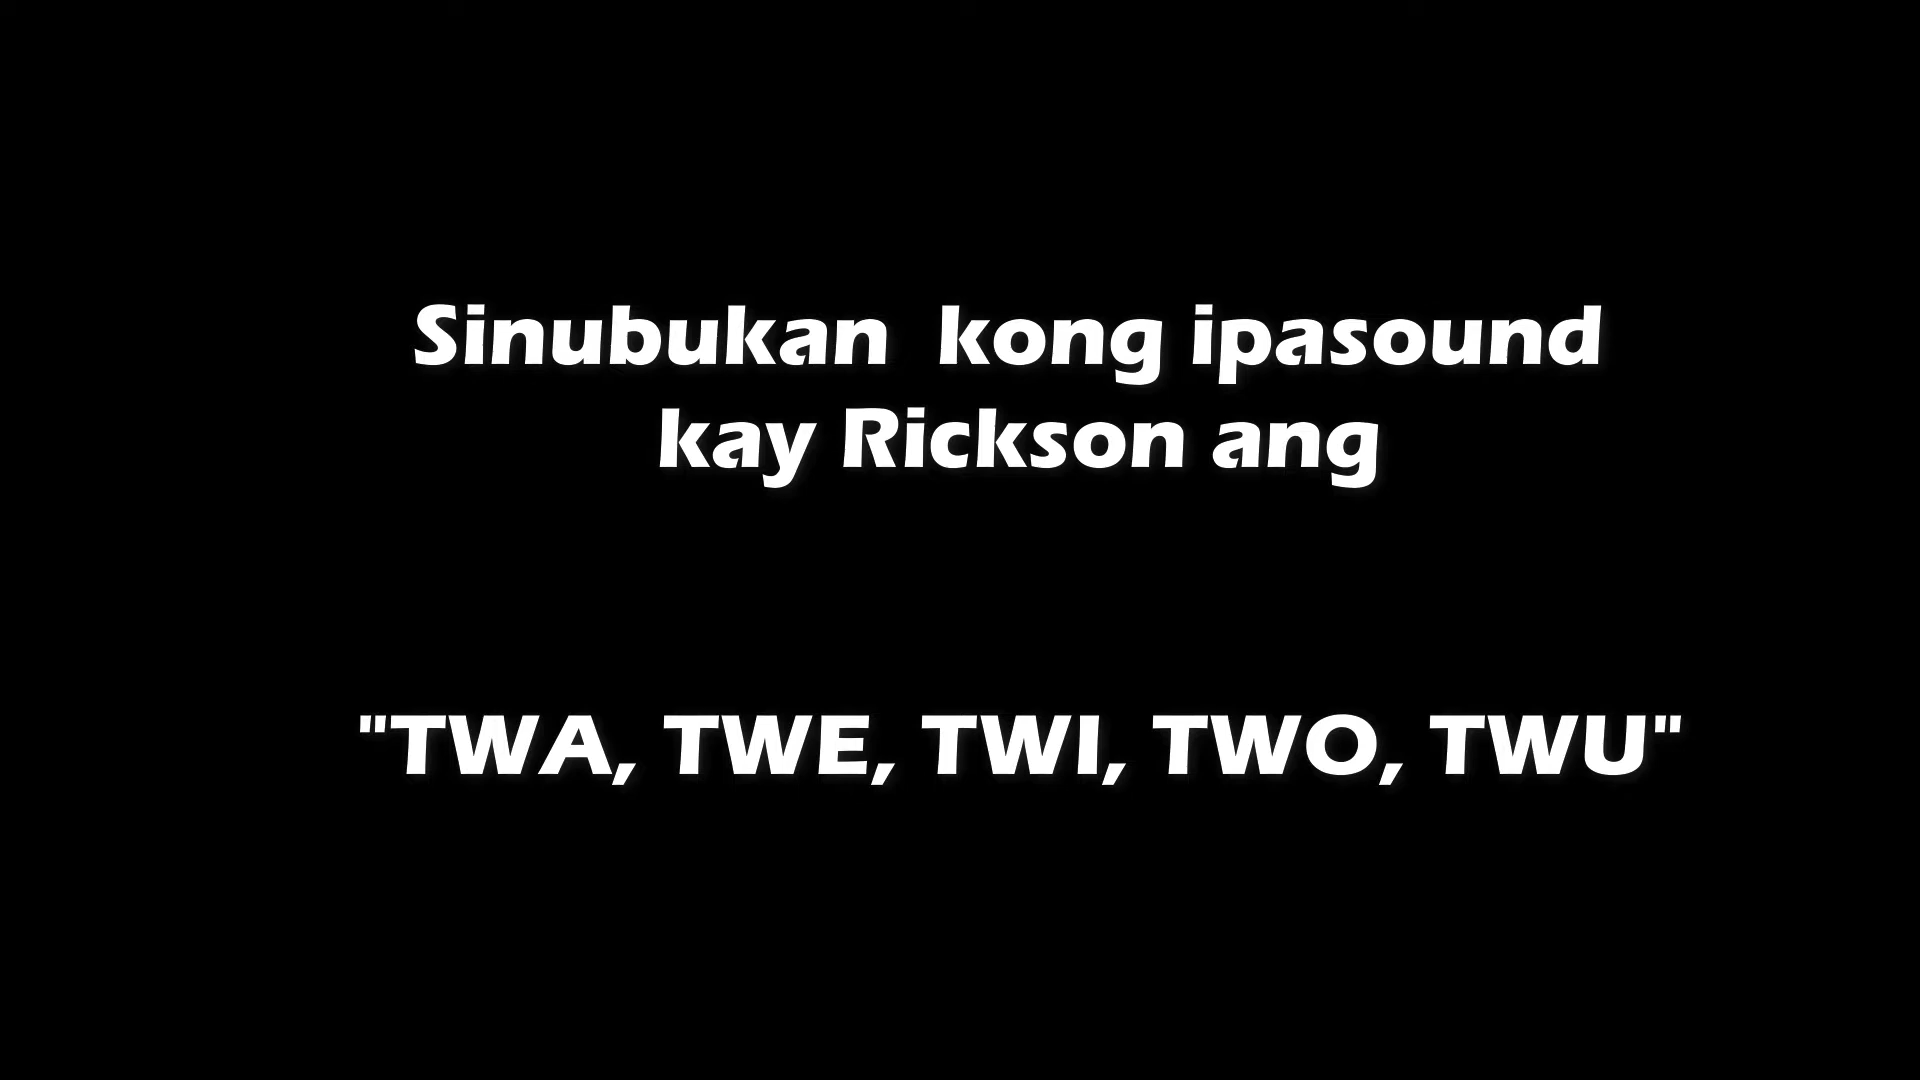 Sinubukan  kong ipasound
kay Rickson ang
"TWA, TWE, TWI, TWO, TWU"